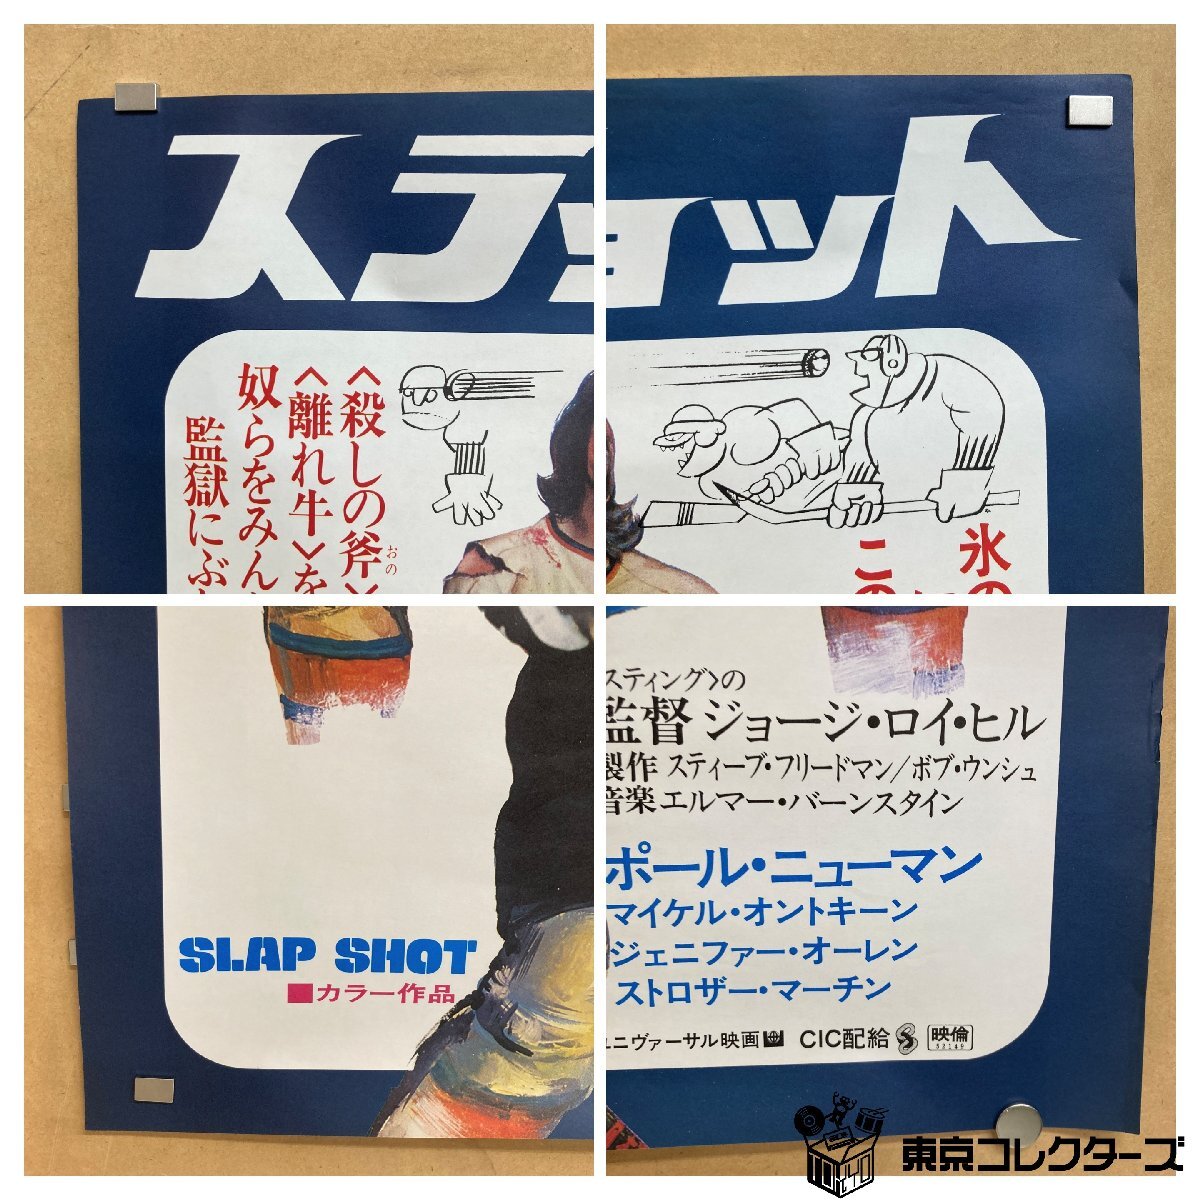 スラ
ョット
〈殺しの斧〉
おの
〈離れ牛〉を
奴らをみん
監獄にぶ
氷の
この
SLAP SHOT
■カラー作品
スティング〉の
監督 ジョージ・ロイ・ヒル
製作 スティーブ・フリードマン/ボブ・ウンシュ
音楽 エルマー・バーンスタイン
ポール・ニューマン
マイケル・オントキーン
ジェニファー・オーレン
ストロザー・マーチン
ユニヴァーサル映画 CIC配給 映倫
東京コレクターズ